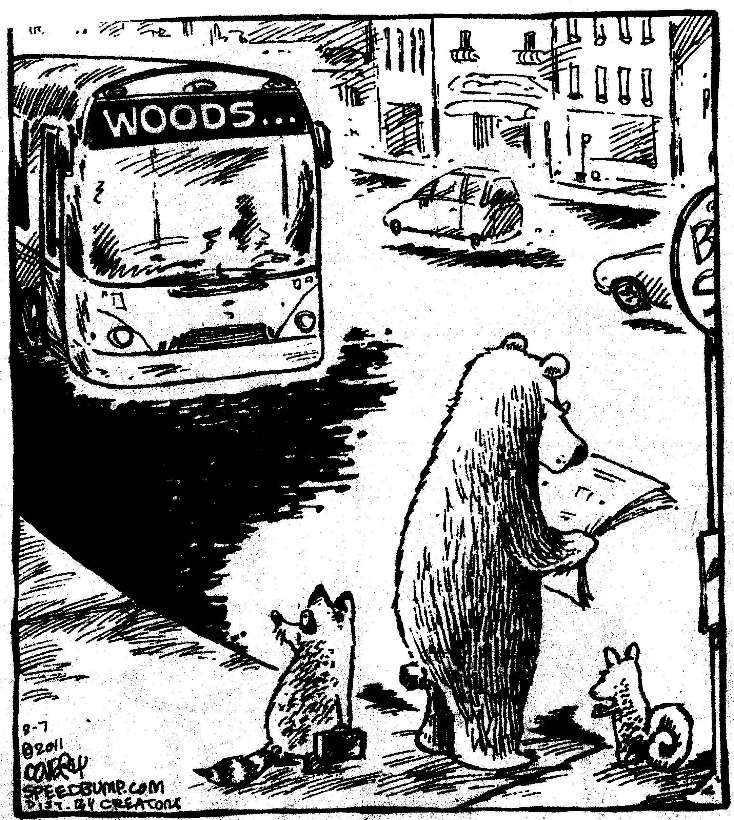 WOODS...
B
8-7
©2011
COVERLY
SPEEDBUMP.COM
DIST. BY CREATORS